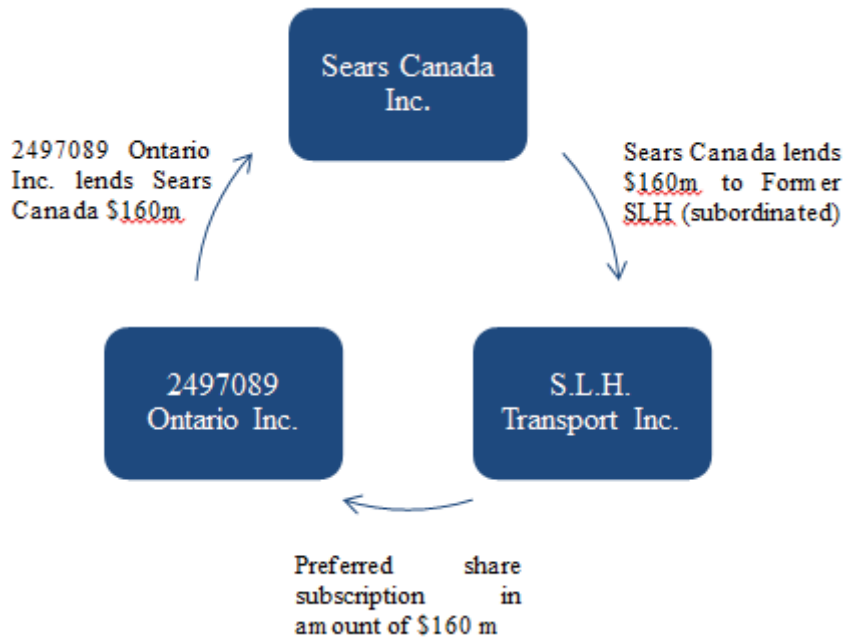 Sears Canada
Inc.
2497089 Ontario
Inc. lends Sears
Canada $160m
Sears Canada lends
$160m to Former
SLH (subordinated)
2497089
Ontario Inc.
S.L.H.
Transport Inc.
Preferred share
subscription in
amount of $160 m